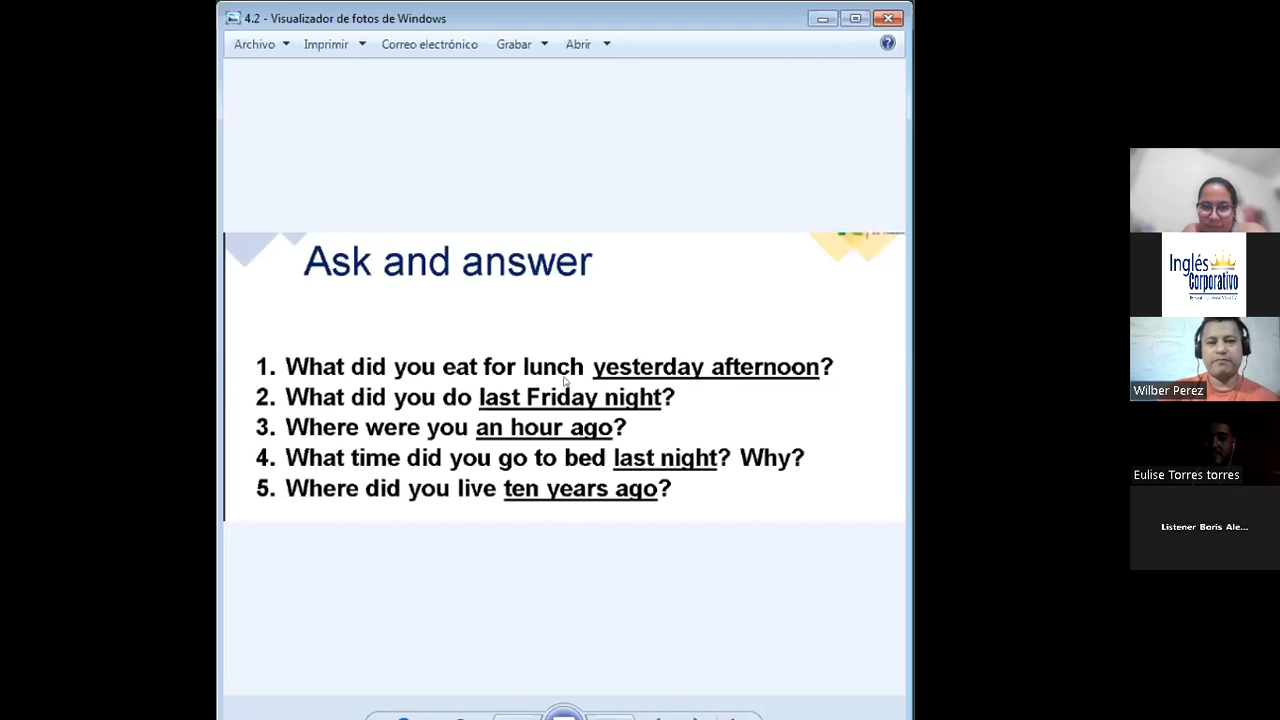 4.2 - Visualizador de fotos de Windows
Archivo Imprimir Correo electrónico Grabar Abrir
Ask and answer
1. What did you eat for lunch yesterday afternoon?
2. What did you do last Friday night?
3. Where were you an hour ago?
4. What time did you go to bed last night? Why?
5. Where did you live ten years ago?
Inglés
Corporativo
Wilber Perez
Eulise Torres torres
Listener Boris Ale...